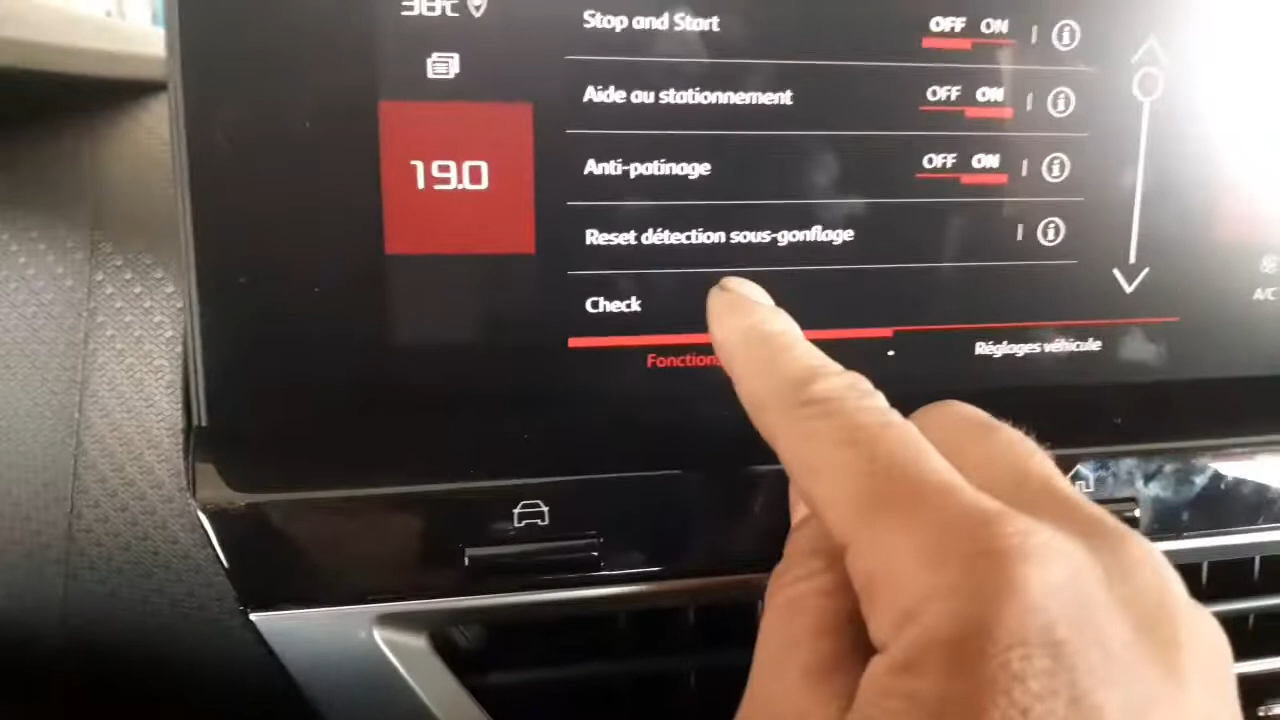 38°C
Stop and Start OFF ON
Aide au stationnement OFF ON
Anti-patinage OFF ON
19.0
Reset détection sous-gonflage
Check
Fonctions
Réglages véhicule
A/C